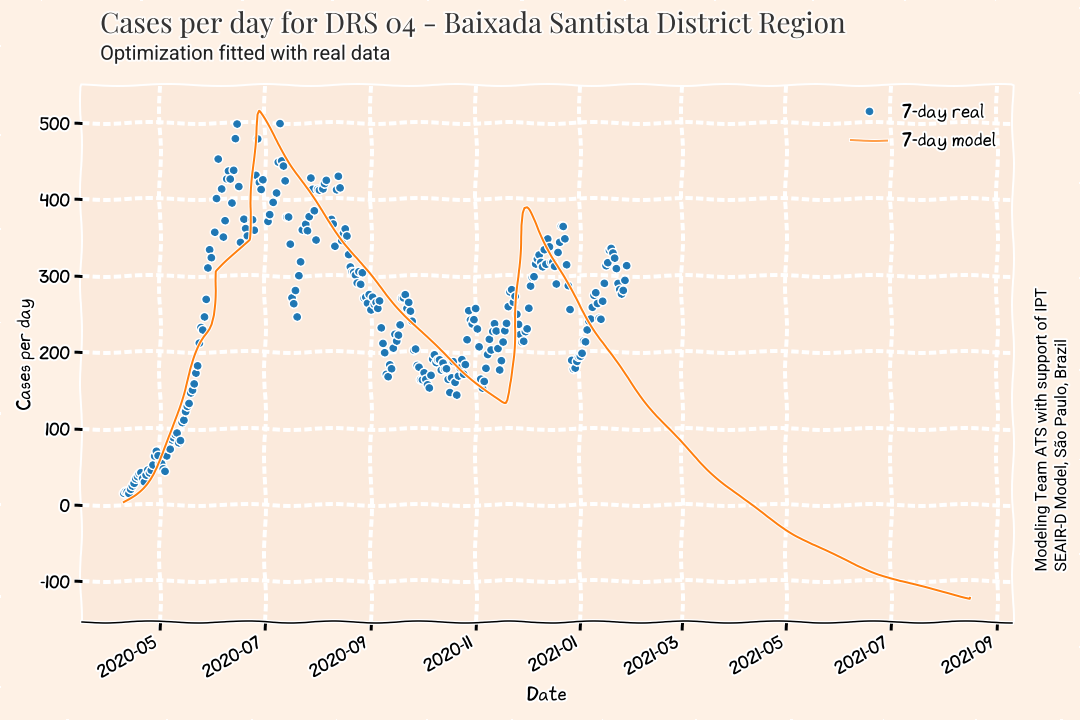 Cases per day for DRS 04 - Baixada Santista District Region
Optimization fitted with real data
7-day real
7-day model
500
400
300
200
100
0
-100
Cases per day
2020-05
2020-07
2020-09
2020-11
2021-01
2021-03
2021-05
2021-07
2021-09
Date
Modeling Team ATS with support of IPT
SEAIR-D Model, São Paulo, Brazil